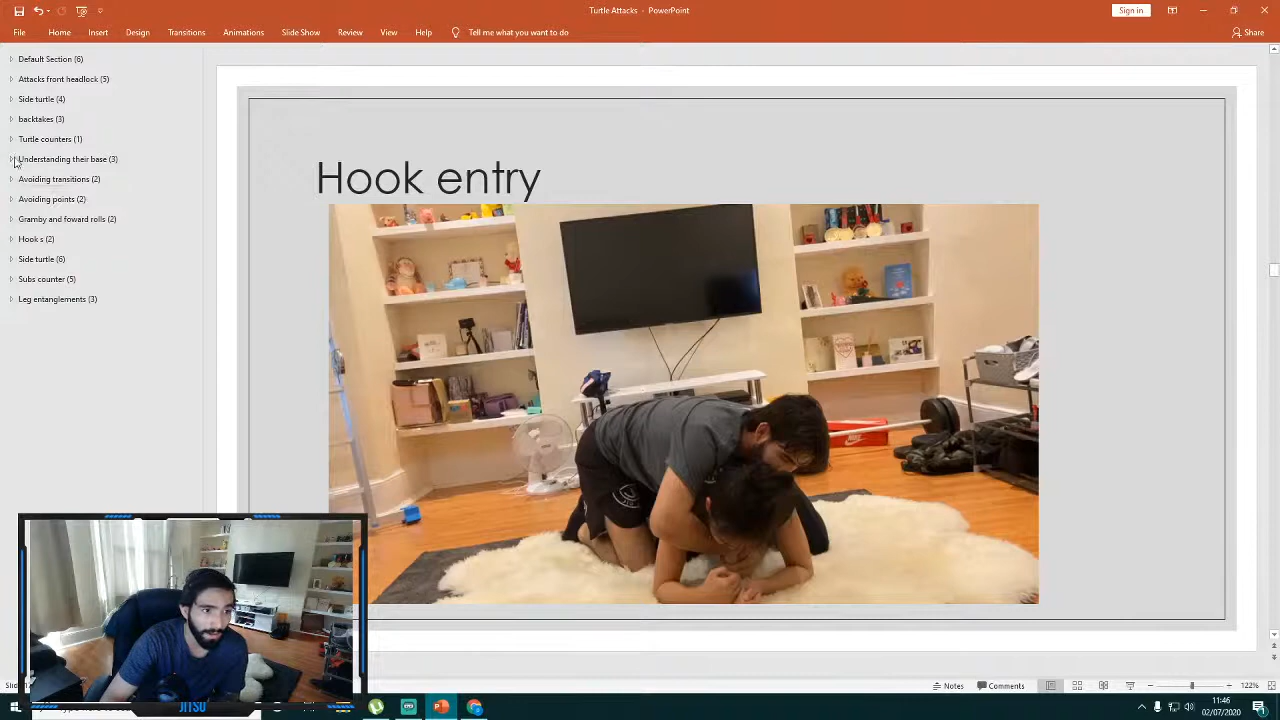 Turtle Attacks - PowerPoint
Sign in
File Home Insert Design Transitions Animations Slide Show Review View Help Tell me what you want to do Share
Default Section (6)
Attacks front headlock (5)
Side turtle (4)
backtakes (3)
Turtle counters (1)
Understanding their base (3)
Avoiding transitions (2)
Avoiding points (2)
Gramby and foward rolls (2)
Hook s (2)
Side turtle (6)
Subs counter (5)
Leg entanglements (3)
Hook entry
Notes Comments 122%
JITSU
11:46
02/07/2020